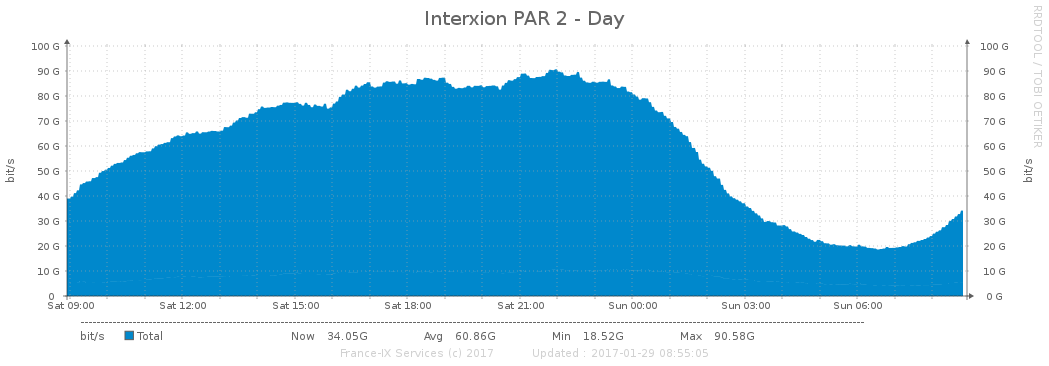 Interxion PAR 2 - Day
RRDTOOL / TOBI OETIKER
bit/s
100 G
90 G
80 G
70 G
60 G
50 G
40 G
30 G
20 G
10 G
0
100 G
90 G
80 G
70 G
60 G
50 G
40 G
30 G
20 G
10 G
0 G
bit/s
Sat 09:00 Sat 12:00 Sat 15:00 Sat 18:00 Sat 21:00 Sun 00:00 Sun 03:00 Sun 06:00
bit/s Total Now 34.05G Avg 60.86G Min 18.52G Max 90.58G
France-IX Services (c) 2017 Updated : 2017-01-29 08:55:05